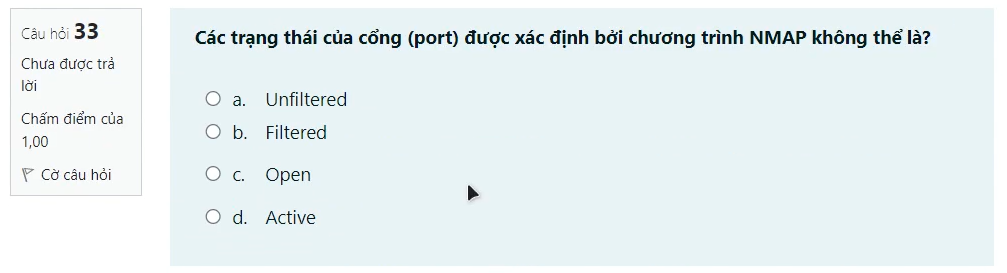 Câu hỏi 33
Chưa được trả
lời
Chấm điểm của
1,00
Cờ câu hỏi
Các trạng thái của cổng (port) được xác định bởi chương trình NMAP không thể là?
a. Unfiltered
b. Filtered
c. Open
d. Active